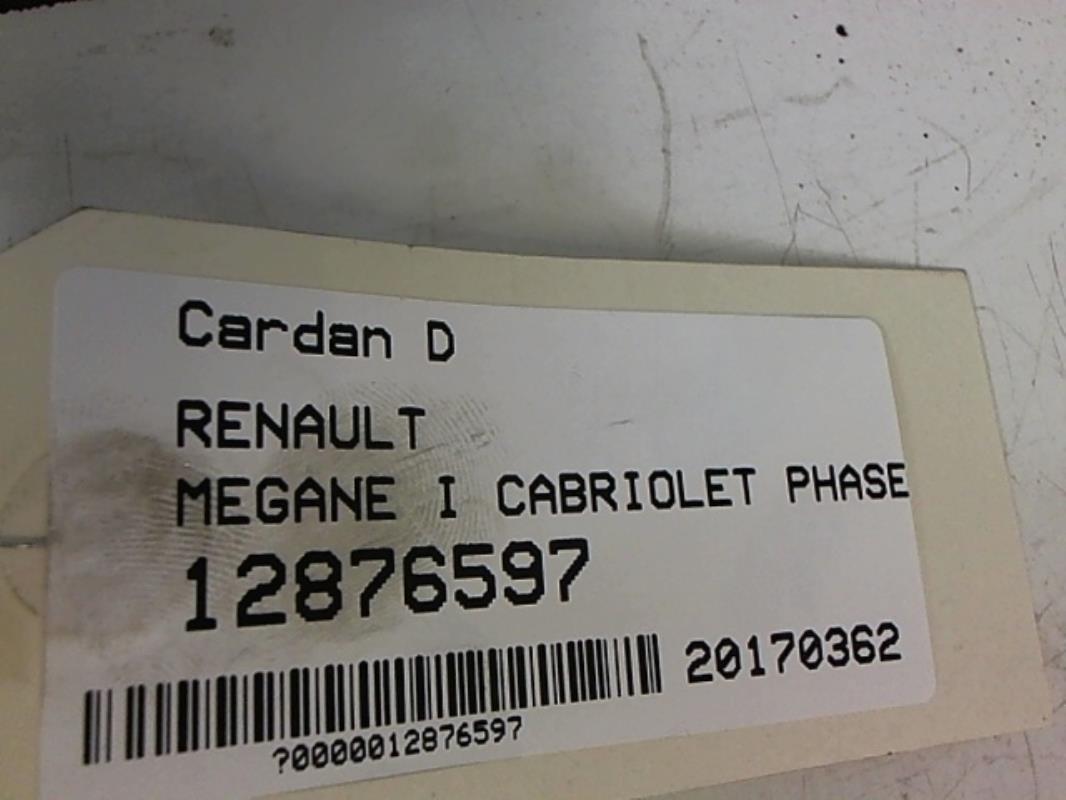 Cardan D
RENAULT
MEGANE I CABRIOLET PHASE
12876597
20170362
?0000012876597